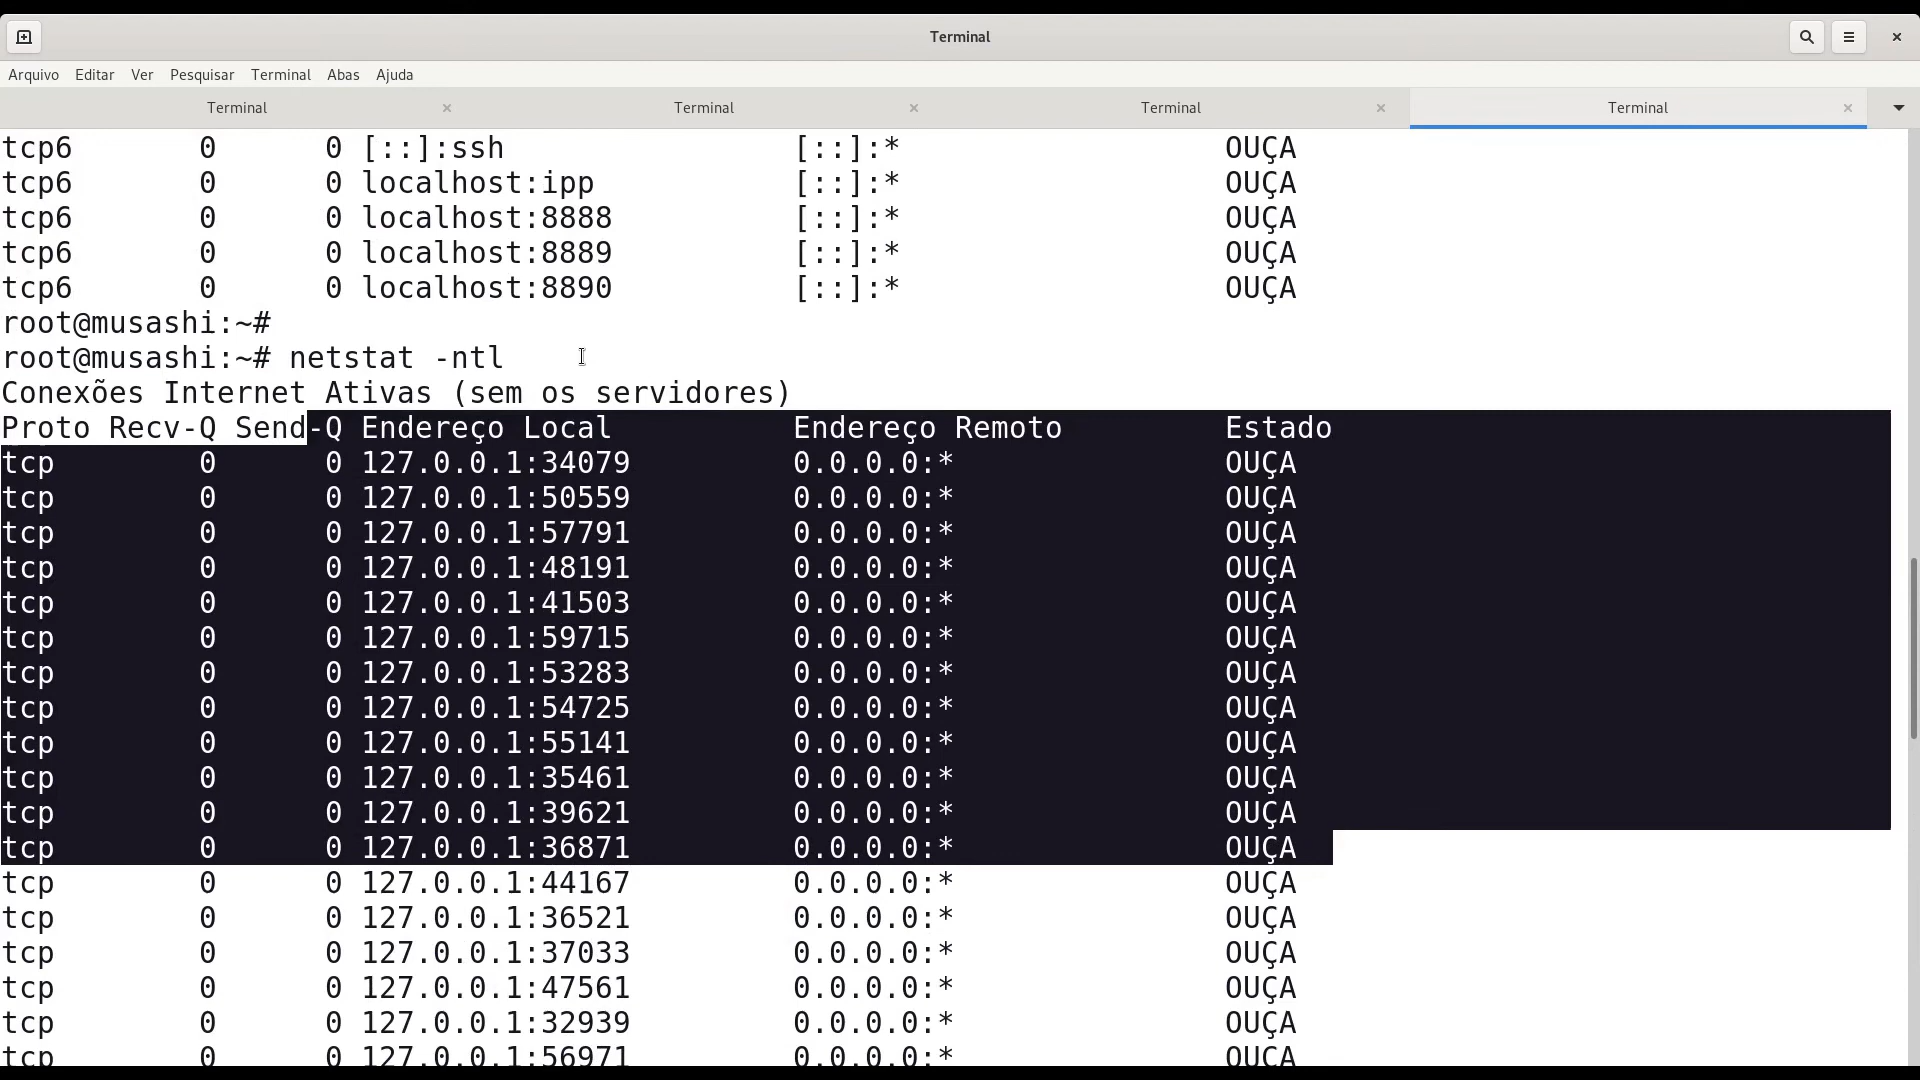 Terminal
Arquivo Editar Ver Pesquisar Terminal Abas Ajuda
Terminal × Terminal × Terminal × Terminal ×
tcp6 0 0 [::]:ssh [::]:* OUÇA
tcp6 0 0 localhost:ipp [::]:* OUÇA
tcp6 0 0 localhost:8888 [::]:* OUÇA
tcp6 0 0 localhost:8889 [::]:* OUÇA
tcp6 0 0 localhost:8890 [::]:* OUÇA
root@musashi:~#
root@musashi:~# netstat -ntl
Conexões Internet Ativas (sem os servidores)
Proto Recv-Q Send-Q Endereço Local Endereço Remoto Estado
tcp 0 0 127.0.0.1:34079 0.0.0.0:* OUÇA
tcp 0 0 127.0.0.1:50559 0.0.0.0:* OUÇA
tcp 0 0 127.0.0.1:57791 0.0.0.0:* OUÇA
tcp 0 0 127.0.0.1:48191 0.0.0.0:* OUÇA
tcp 0 0 127.0.0.1:41503 0.0.0.0:* OUÇA
tcp 0 0 127.0.0.1:59715 0.0.0.0:* OUÇA
tcp 0 0 127.0.0.1:53283 0.0.0.0:* OUÇA
tcp 0 0 127.0.0.1:54725 0.0.0.0:* OUÇA
tcp 0 0 127.0.0.1:55141 0.0.0.0:* OUÇA
tcp 0 0 127.0.0.1:35461 0.0.0.0:* OUÇA
tcp 0 0 127.0.0.1:39621 0.0.0.0:* OUÇA
tcp 0 0 127.0.0.1:36871 0.0.0.0:* OUÇA
tcp 0 0 127.0.0.1:44167 0.0.0.0:* OUÇA
tcp 0 0 127.0.0.1:36521 0.0.0.0:* OUÇA
tcp 0 0 127.0.0.1:37033 0.0.0.0:* OUÇA
tcp 0 0 127.0.0.1:47561 0.0.0.0:* OUÇA
tcp 0 0 127.0.0.1:32939 0.0.0.0:* OUÇA
tcp 0 0 127.0.0.1:56971 0.0.0.0:* OUÇA